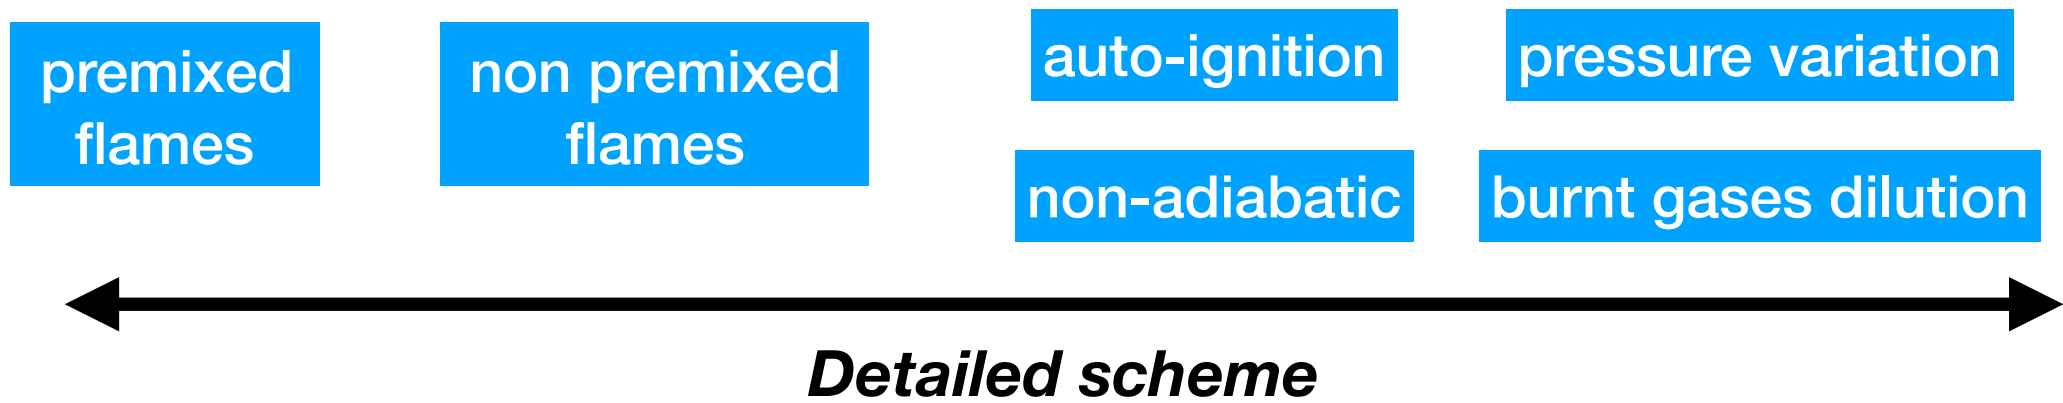 premixed
flames
non premixed
flames
auto-ignition
pressure variation
non-adiabatic
burnt gases dilution
Detailed scheme